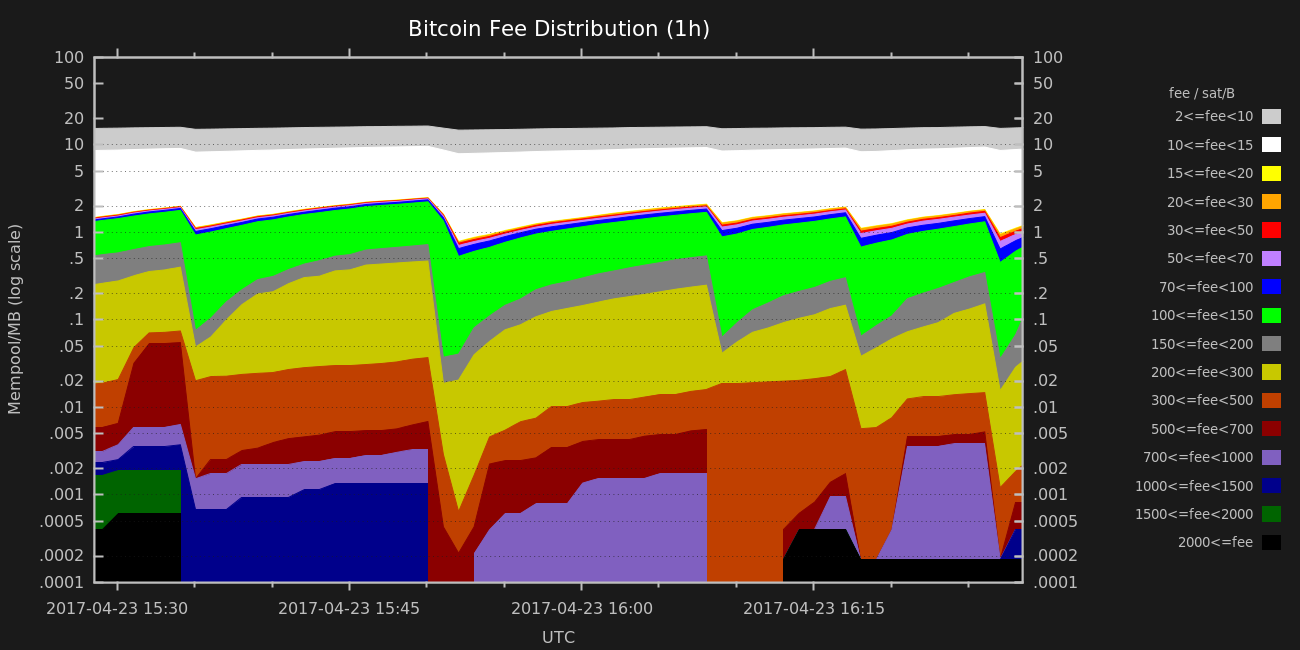 Bitcoin Fee Distribution (1h)
100
50
20
10
5
2
1
.5
.2
.1
.05
.02
.01
.005
.002
.001
.0005
.0002
.0001
Mempool/MB (log scale)
100
50
20
10
5
2
1
.5
.2
.1
.05
.02
.01
.005
.002
.001
.0005
.0002
.0001
fee / sat/B
2<=fee<10
10<=fee<15
15<=fee<20
20<=fee<30
30<=fee<50
50<=fee<70
70<=fee<100
100<=fee<150
150<=fee<200
200<=fee<300
300<=fee<500
500<=fee<700
700<=fee<1000
1000<=fee<1500
1500<=fee<2000
2000<=fee
2017-04-23 15:30 2017-04-23 15:45 2017-04-23 16:00 2017-04-23 16:15
UTC